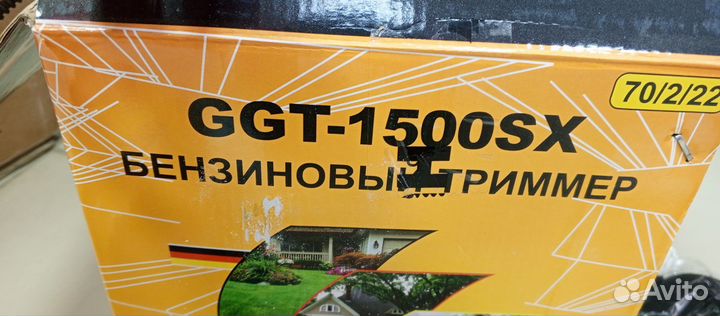 70/2/22
GGT-1500SX
БЕНЗИНОВЫЙ ТРИММЕР
Avito